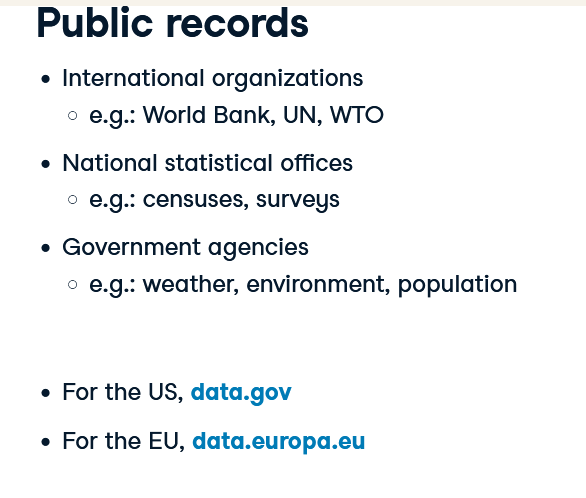 Public records
• International organizations
○ e.g.: World Bank, UN, WTO
• National statistical offices
○ e.g.: censuses, surveys
• Government agencies
○ e.g.: weather, environment, population
• For the US, data.gov
• For the EU, data.europa.eu